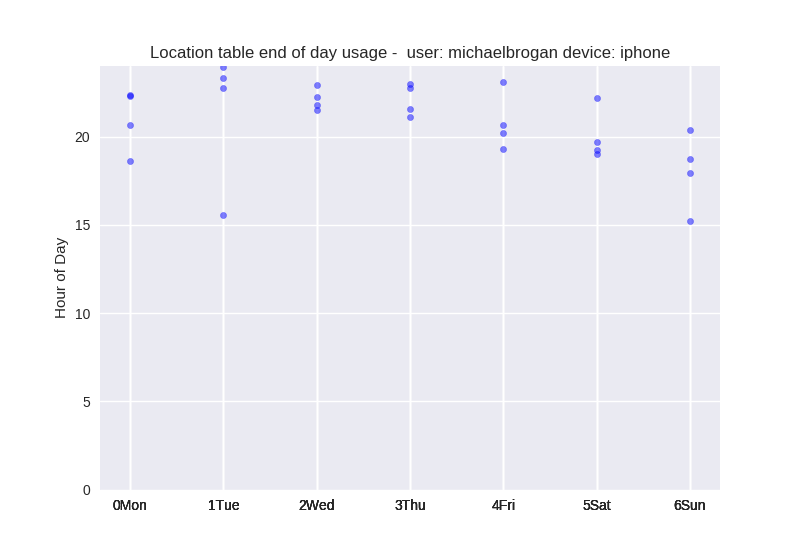 Location table end of day usage -  user: michaelbrogan device: iphone
Hour of Day
20
15
10
5
0
0Mon 1Tue 2Wed 3Thu 4Fri 5Sat 6Sun